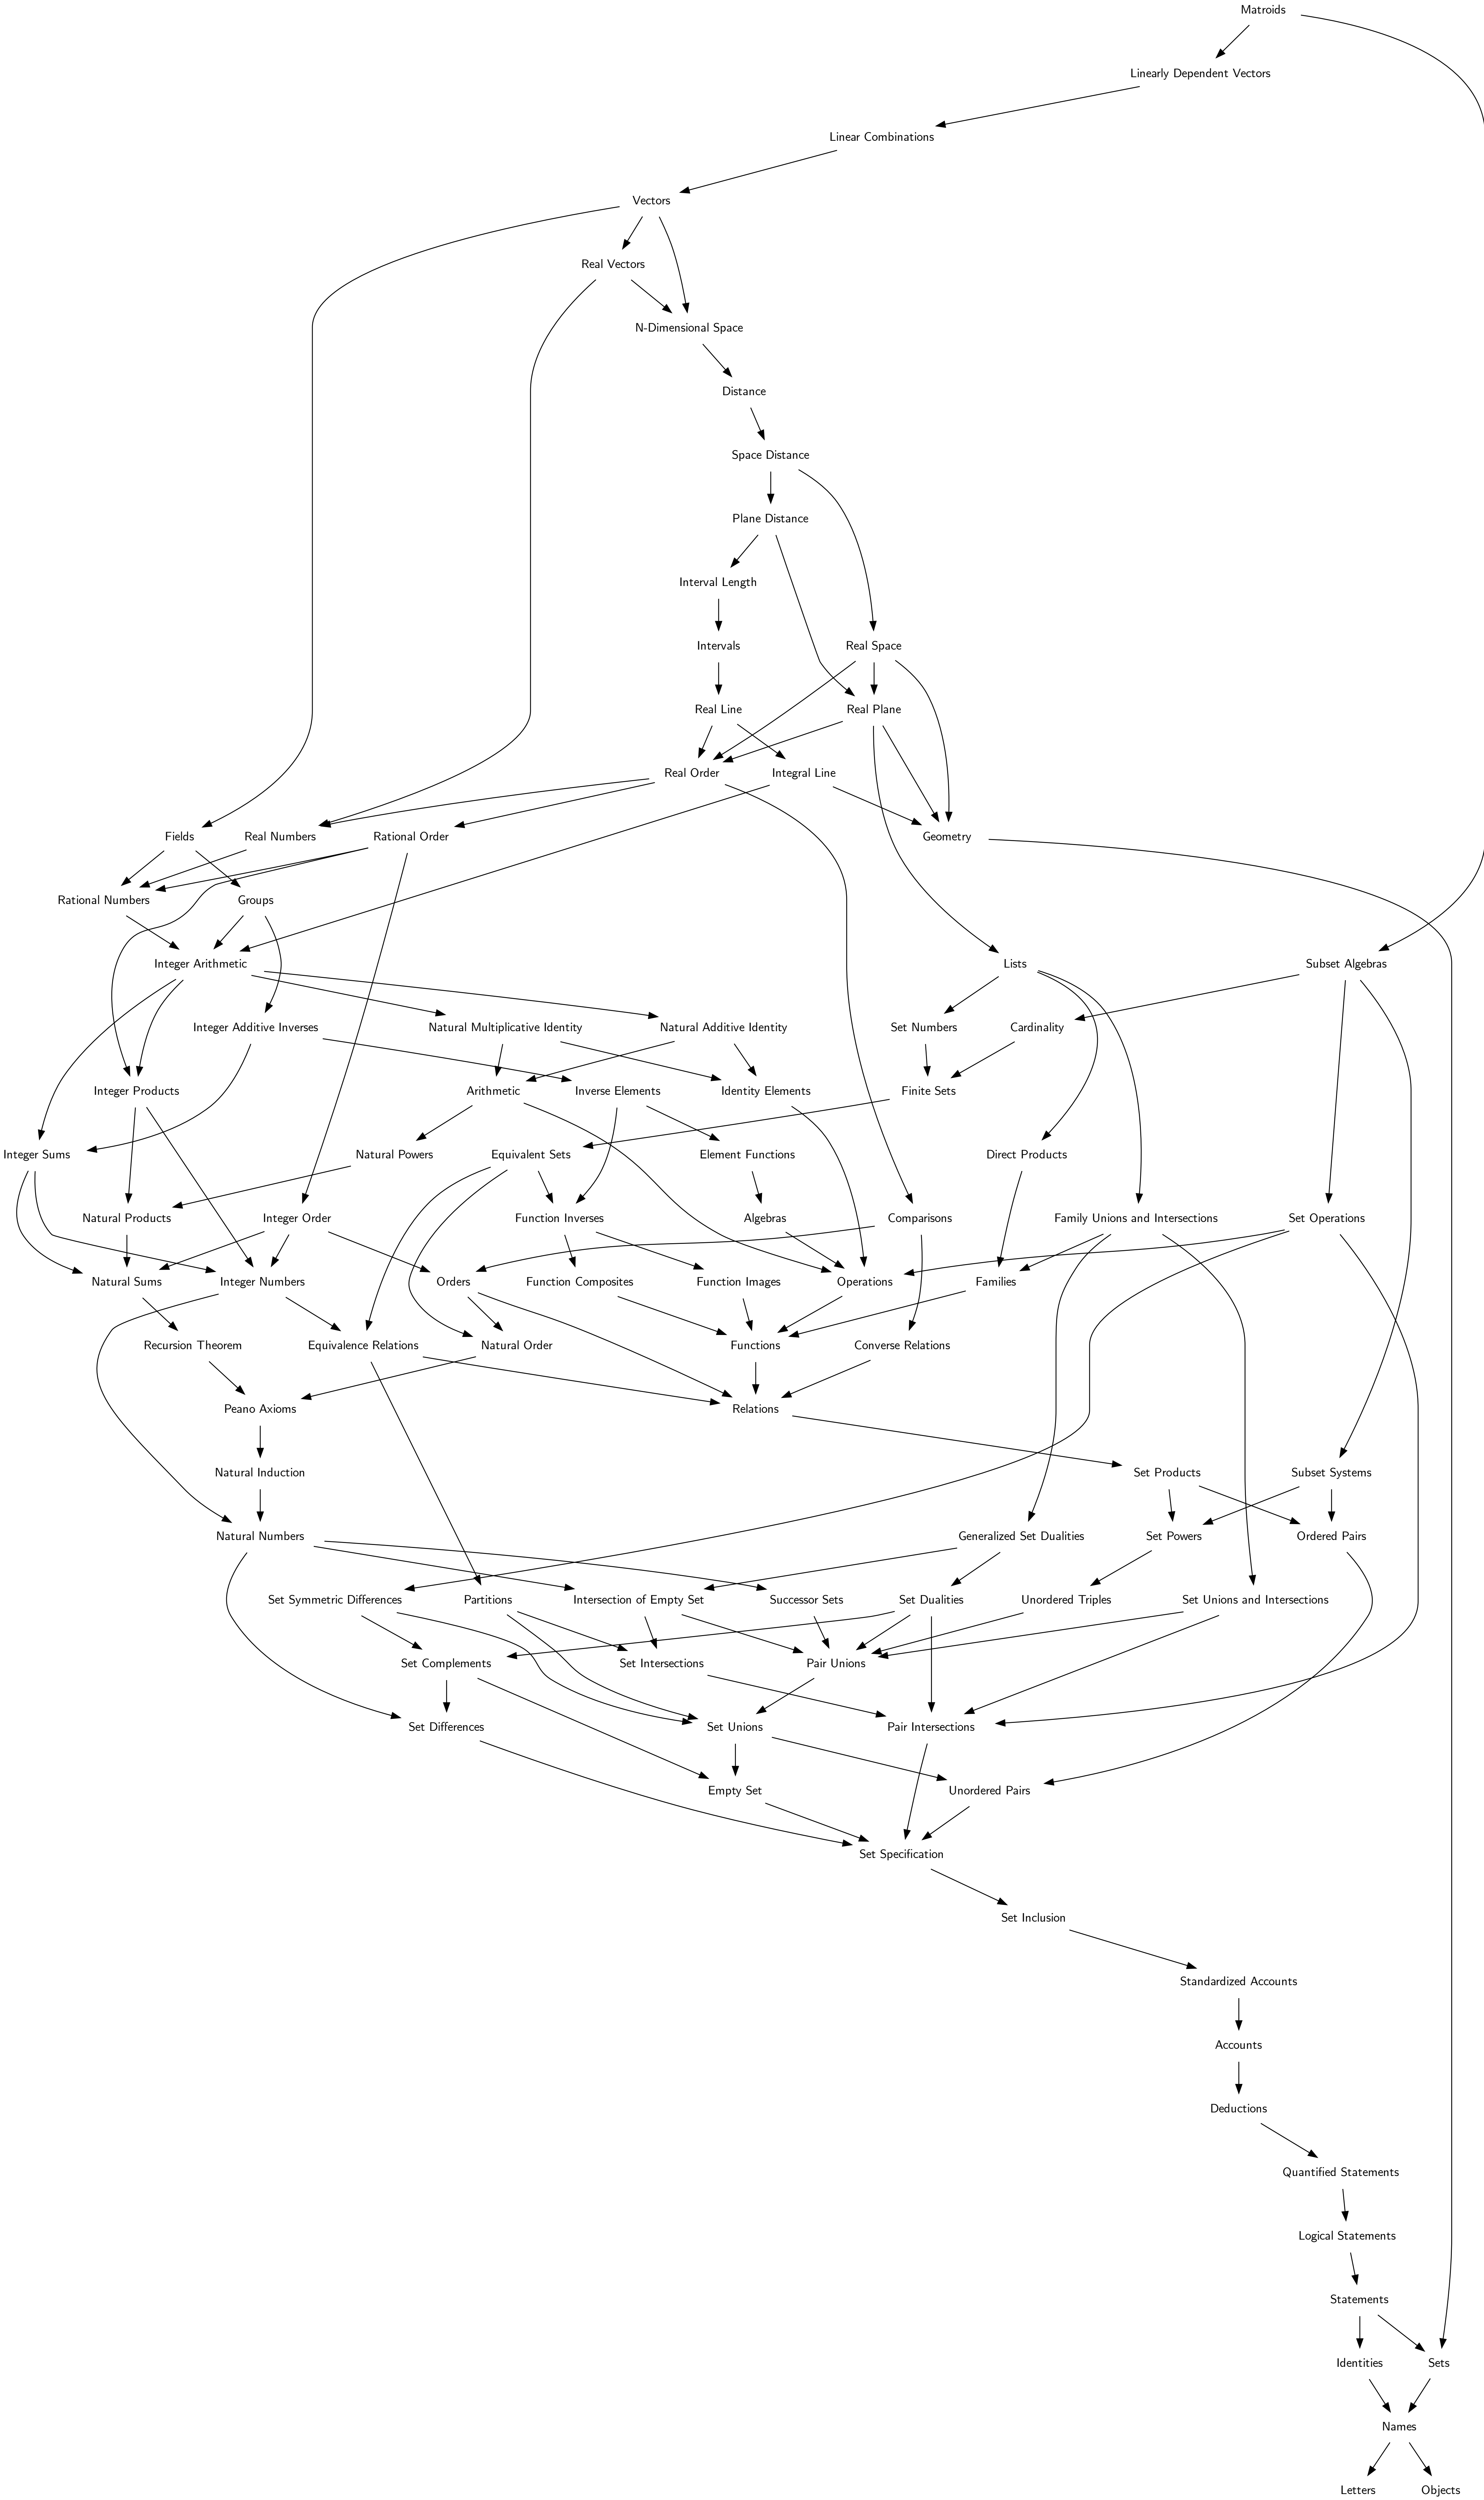 Matroids
Linearly Dependent Vectors
Linear Combinations
Vectors
Real Vectors
N-Dimensional Space
Distance
Space Distance
Plane Distance
Interval Length
Intervals
Real Space
Real Line
Real Plane
Real Order
Integral Line
Fields
Real Numbers
Rational Order
Geometry
Rational Numbers
Groups
Integer Arithmetic
Lists
Subset Algebras
Integer Additive Inverses
Natural Multiplicative Identity
Natural Additive Identity
Set Numbers
Cardinality
Integer Products
Arithmetic
Inverse Elements
Identity Elements
Finite Sets
Integer Sums
Natural Powers
Equivalent Sets
Element Functions
Direct Products
Natural Products
Integer Order
Function Inverses
Algebras
Comparisons
Family Unions and Intersections
Set Operations
Natural Sums
Integer Numbers
Orders
Function Composites
Function Images
Operations
Families
Recursion Theorem
Equivalence Relations
Natural Order
Functions
Converse Relations
Peano Axioms
Relations
Natural Induction
Set Products
Subset Systems
Natural Numbers
Generalized Set Dualities
Set Powers
Ordered Pairs
Set Symmetric Differences
Partitions
Intersection of Empty Set
Successor Sets
Set Dualities
Unordered Triples
Set Unions and Intersections
Set Complements
Set Intersections
Pair Unions
Set Differences
Set Unions
Pair Intersections
Empty Set
Unordered Pairs
Set Specification
Set Inclusion
Standardized Accounts
Accounts
Deductions
Quantified Statements
Logical Statements
Statements
Identities
Sets
Names
Letters
Objects